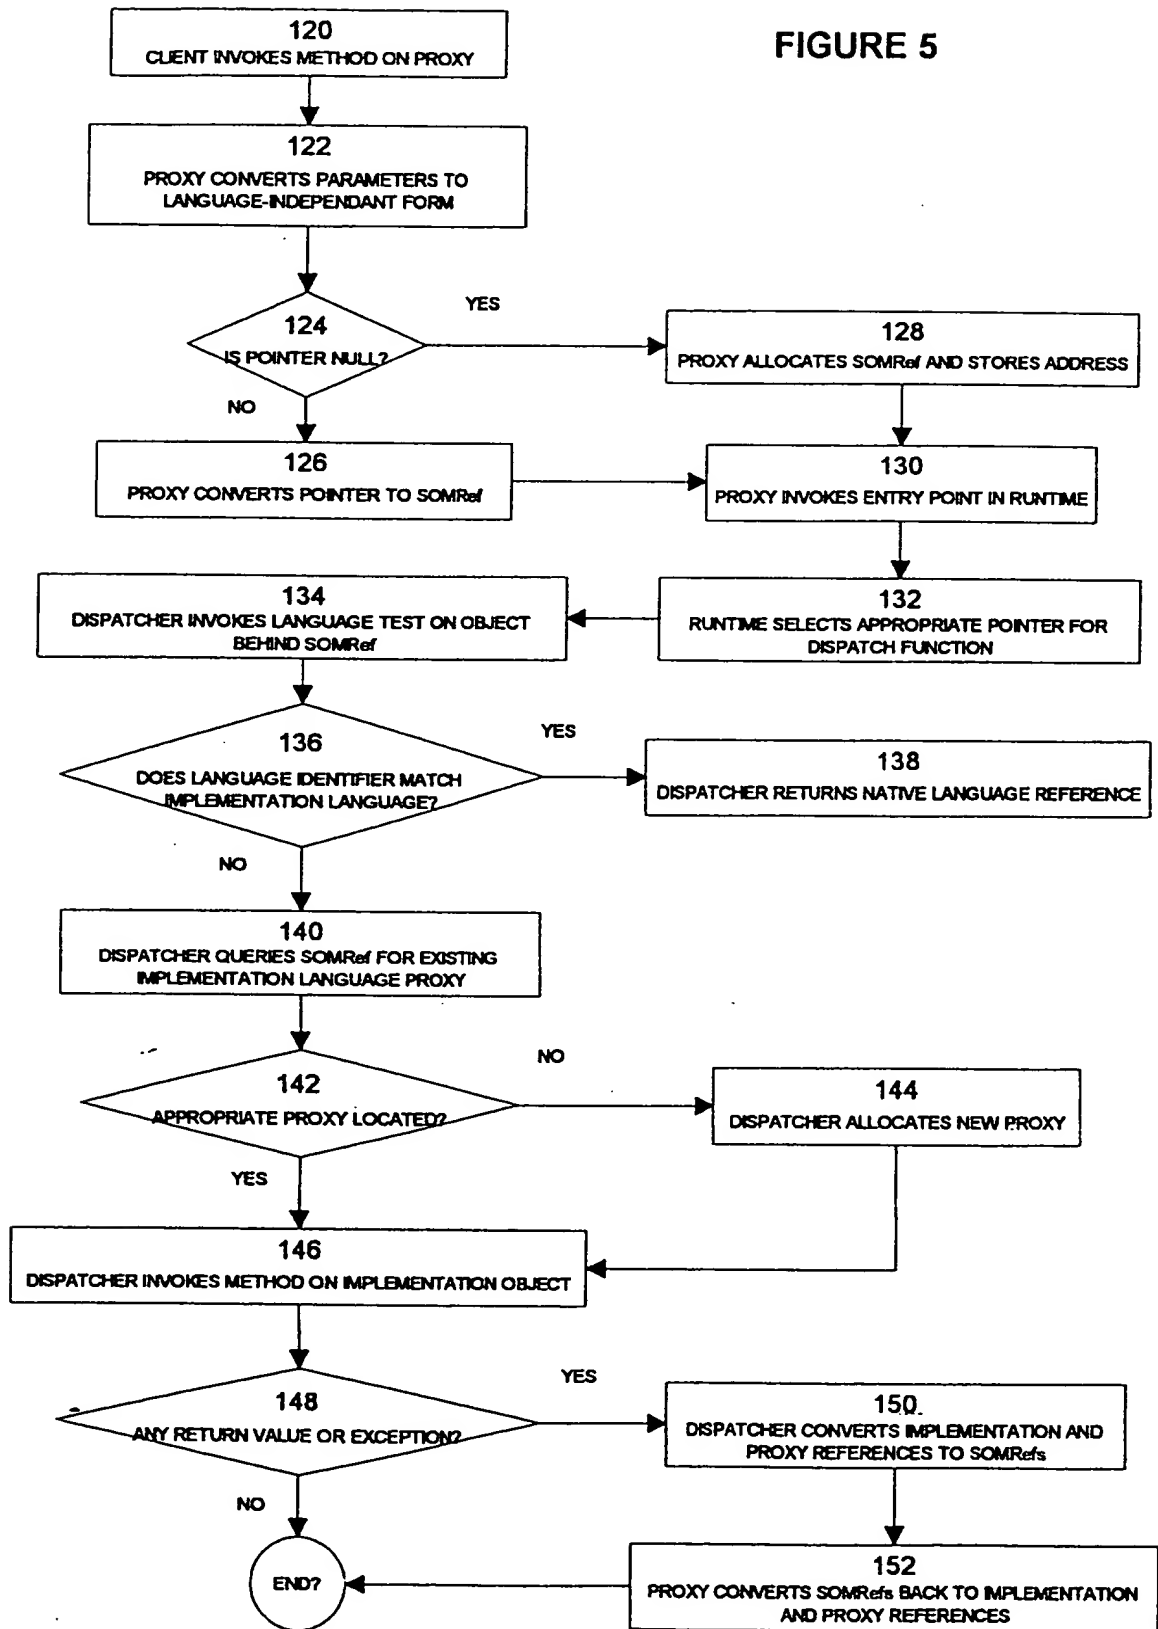 FIGURE 5
120
CLIENT INVOKES METHOD ON PROXY
122
PROXY CONVERTS PARAMETERS TO
LANGUAGE-INDEPENDANT FORM
124
IS POINTER NULL?
YES
NO
128
PROXY ALLOCATES SOMRef AND STORES ADDRESS
126
PROXY CONVERTS POINTER TO SOMRef
130
PROXY INVOKES ENTRY POINT IN RUNTIME
132
RUNTIME SELECTS APPROPRIATE POINTER FOR
DISPATCH FUNCTION
134
DISPATCHER INVOKES LANGUAGE TEST ON OBJECT
BEHIND SOMRef
136
DOES LANGUAGE IDENTIFIER MATCH
IMPLEMENTATION LANGUAGE?
YES
NO
138
DISPATCHER RETURNS NATIVE LANGUAGE REFERENCE
140
DISPATCHER QUERIES SOMRef FOR EXISTING
IMPLEMENTATION LANGUAGE PROXY
142
APPROPRIATE PROXY LOCATED?
NO
YES
144
DISPATCHER ALLOCATES NEW PROXY
146
DISPATCHER INVOKES METHOD ON IMPLEMENTATION OBJECT
148
ANY RETURN VALUE OR EXCEPTION?
YES
NO
150
DISPATCHER CONVERTS IMPLEMENTATION AND
PROXY REFERENCES TO SOMRefs
152
PROXY CONVERTS SOMRefs BACK TO IMPLEMENTATION
AND PROXY REFERENCES
END?